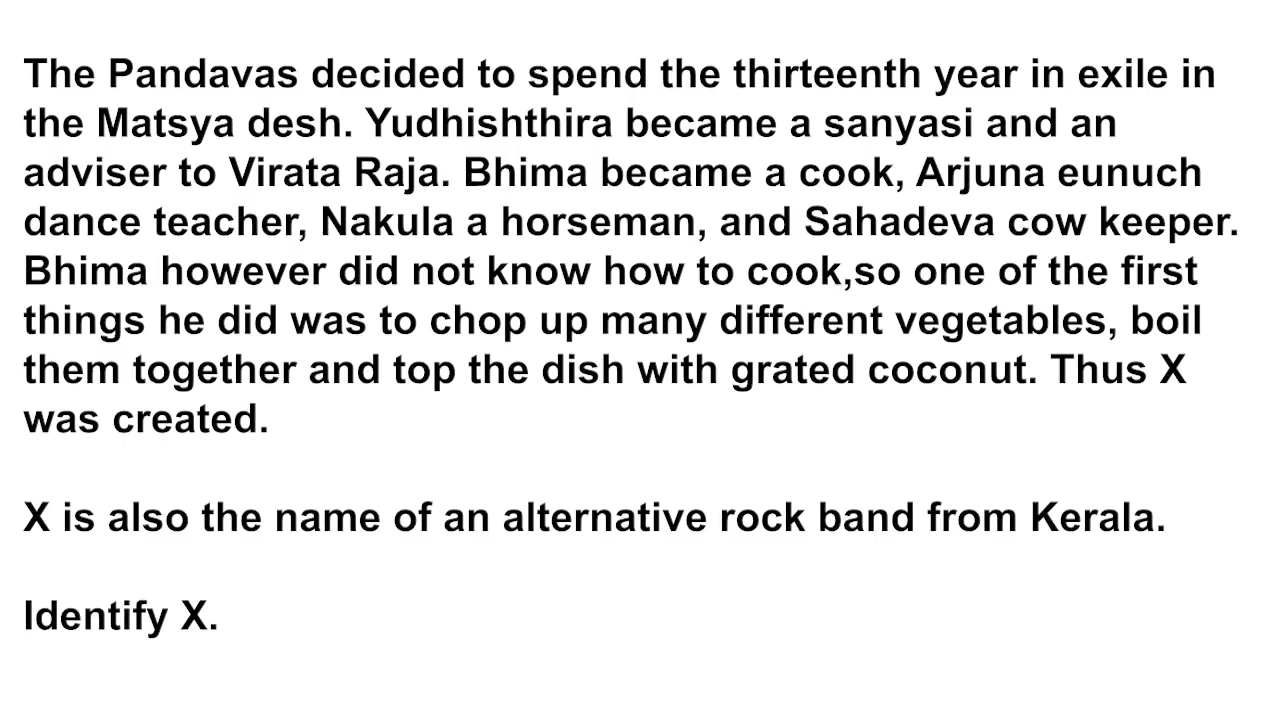 The Pandavas decided to spend the thirteenth year in exile in
the Matsya desh. Yudhishthira became a sanyasi and an
adviser to Virata Raja. Bhima became a cook, Arjuna eunuch
dance teacher, Nakula a horseman, and Sahadeva cow keeper.
Bhima however did not know how to cook,so one of the first
things he did was to chop up many different vegetables, boil
them together and top the dish with grated coconut. Thus X
was created.
X is also the name of an alternative rock band from Kerala.
Identify X.